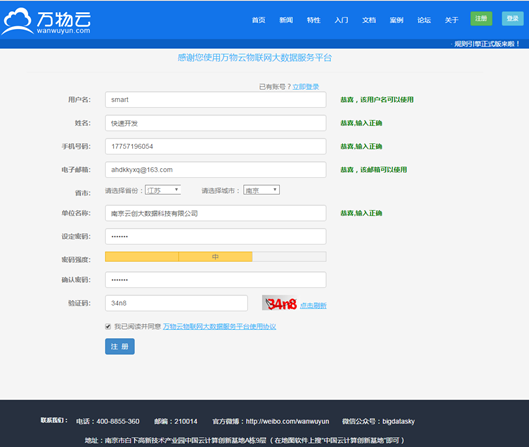 万物云
wanwuyun.com
首页 新闻 特性 入门 文档 案例 论坛 关于 注册 登录
规则引擎正式版来啦！
感谢您使用万物云物联网大数据服务平台
已有账号？立即登录
用户名: smart 恭喜，该用户名可以使用
姓名: 快速开发 恭喜,输入正确
手机号码: 17757196054 恭喜,输入正确
电子邮箱: ahdkkyxq@163.com 恭喜，该邮箱可以使用
省市: 请选择省份：江苏 请选择城市：南京
单位名称: 南京云创大数据科技有限公司 恭喜,输入正确
设定密码: •••••••
密码强度: 中
确认密码: •••••••
验证码: 34n8 34n8 点击刷新
我已阅读并同意 万物云物联网大数据服务平台使用协议
注 册
联系我们： 电话：400-8855-360 邮编：210014 官方微博：http://weibo.com/wanwuyun 微信公众号：bigdatasky
地址：南京市白下高新技术产业园中国云计算创新基地A栋9层（ 在地图软件上搜"中国云计算创新基地"即可 ）